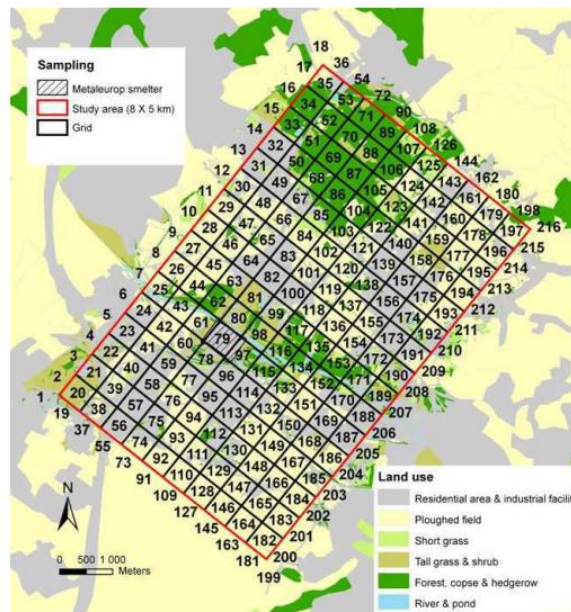 Sampling
Metaleurop smelter
Study area (8 X 5 km)
Grid
1 2 3 4 5 6 7 8 9 10 11 12 13 14 15 16 17 18
19 20 21 22 23 24 25 26 27 28 29 30 31 32 33 34 35 36
37 38 39 40 41 42 43 44 45 46 47 48 49 50 51 52 53 54
55 56 57 58 59 60 61 62 63 64 65 66 67 68 69 70 71 72
73 74 75 76 77 78 79 80 81 82 83 84 85 86 87 88 89 90
91 92 93 94 95 96 97 98 99 100 101 102 103 104 105 106 107 108
109 110 111 112 113 114 115 116 117 118 119 120 121 122 123 124 125 126
127 128 129 130 131 132 133 134 135 136 137 138 139 140 141 142 143 144
145 146 147 148 149 150 151 152 153 154 155 156 157 158 159 160 161 162
163 164 165 166 167 168 169 170 171 172 173 174 175 176 177 178 179 180
181 182 183 184 185 186 187 188 189 190 191 192 193 194 195 196 197 198
199 200 201 202 203 204 205 206 207 208 209 210 211 212 213 214 215 216
N
0 500 1 000
Meters
Land use
Residential area & industrial facilit
Ploughed field
Short grass
Tall grass & shrub
Forest, copse & hedgerow
River & pond